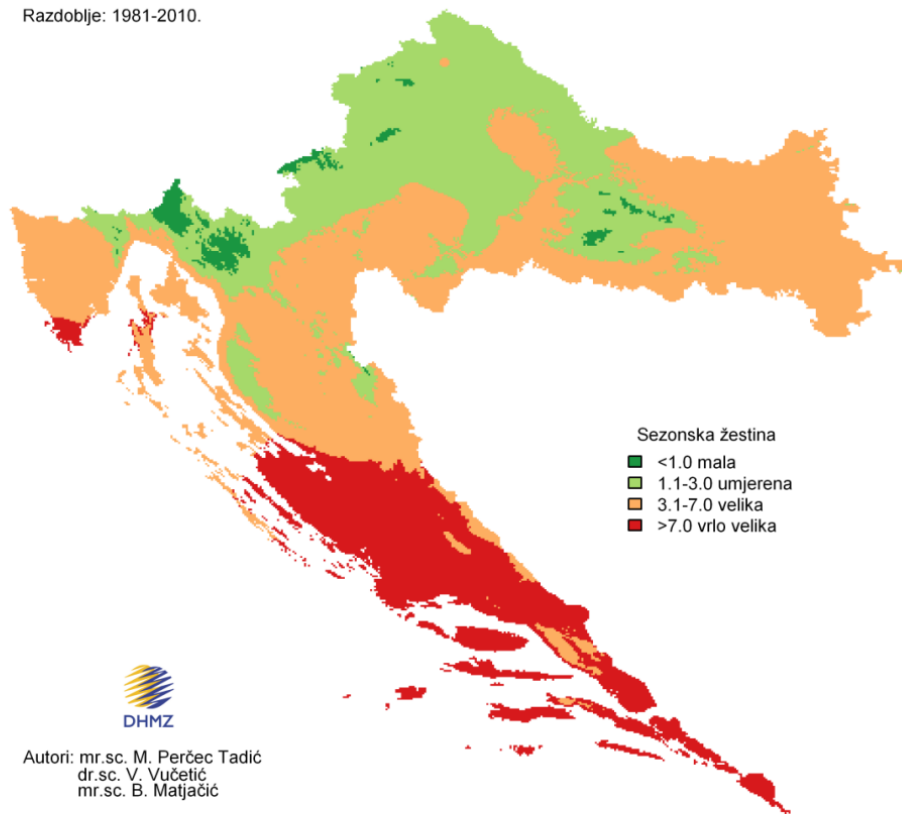 Razdoblje: 1981-2010.
Sezonska žestina
<1.0 mala
1.1-3.0 umjerena
3.1-7.0 velika
>7.0 vrlo velika
DHMZ
Autori: mr.sc. M. Perčec Tadić
dr.sc. V. Vučetić
mr.sc. B. Matjačić